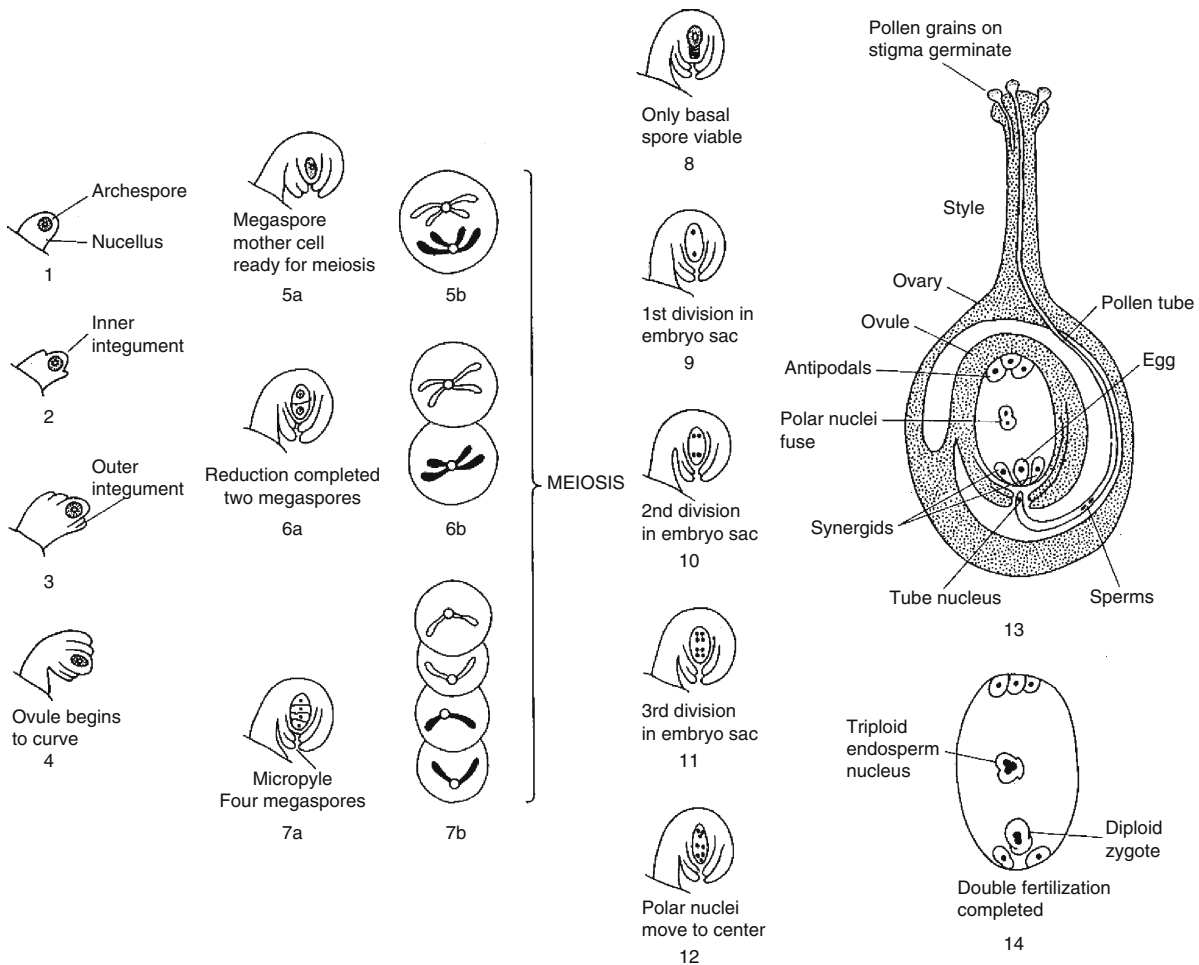 Archespore
Nucellus
1
Inner
integument
2
Outer
integument
3
Ovule begins
to curve
4
Megaspore
mother cell
ready for meiosis
5a
5b
Reduction completed
two megaspores
6a
6b
Micropyle
Four megaspores
7a
7b
MEIOSIS
Only basal
spore viable
8
1st division in
embryo sac
9
2nd division
in embryo sac
10
3rd division
in embryo sac
11
Polar nuclei
move to center
12
Pollen grains on
stigma germinate
Style
Ovary
Pollen tube
Ovule
Egg
Antipodals
Polar nuclei
fuse
Synergids
Tube nucleus
Sperms
13
Triploid
endosperm
nucleus
Diploid
zygote
Double fertilization
completed
14